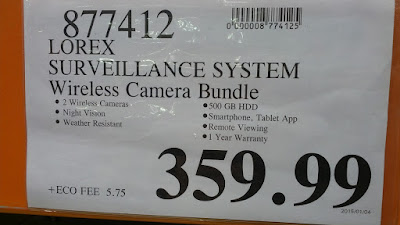 877412
0000008774125
LOREX
SURVEILLANCE SYSTEM
Wireless Camera Bundle
• 2 Wireless Cameras
• Night Vision
• Weather Resistant
• 500 GB HDD
• Smartphone, Tablet App
• Remote Viewing
• 1 Year Warranty
+ECO FEE 5.75
359.99